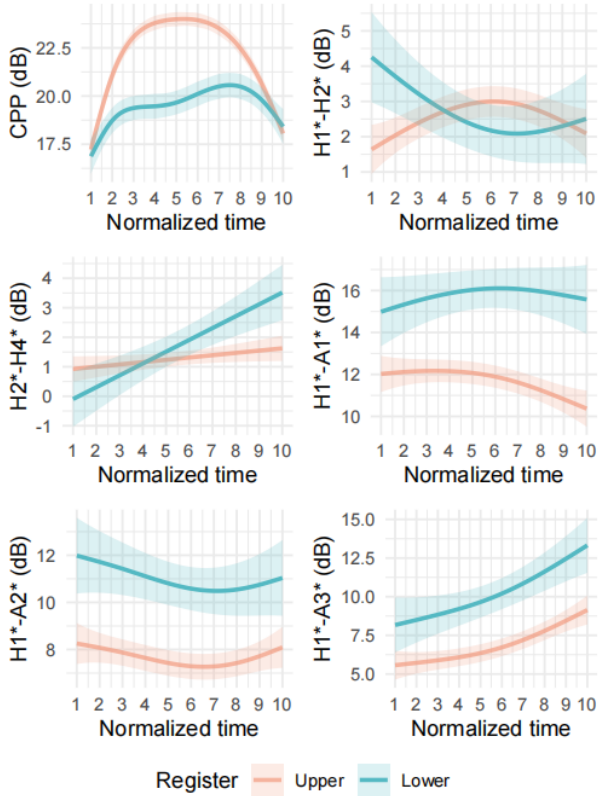 CPP (dB)
22.5
20.0
17.5
1 2 3 4 5 6 7 8 9 10
Normalized time
H1*-H2* (dB)
5
4
3
2
1
1 2 3 4 5 6 7 8 9 10
Normalized time
H2*-H4* (dB)
4
3
2
1
0
-1
1 2 3 4 5 6 7 8 9 10
Normalized time
H1*-A1* (dB)
16
14
12
10
1 2 3 4 5 6 7 8 9 10
Normalized time
H1*-A2* (dB)
12
10
8
1 2 3 4 5 6 7 8 9 10
Normalized time
H1*-A3* (dB)
15.0
12.5
10.0
7.5
5.0
1 2 3 4 5 6 7 8 9 10
Normalized time
Register Upper Lower